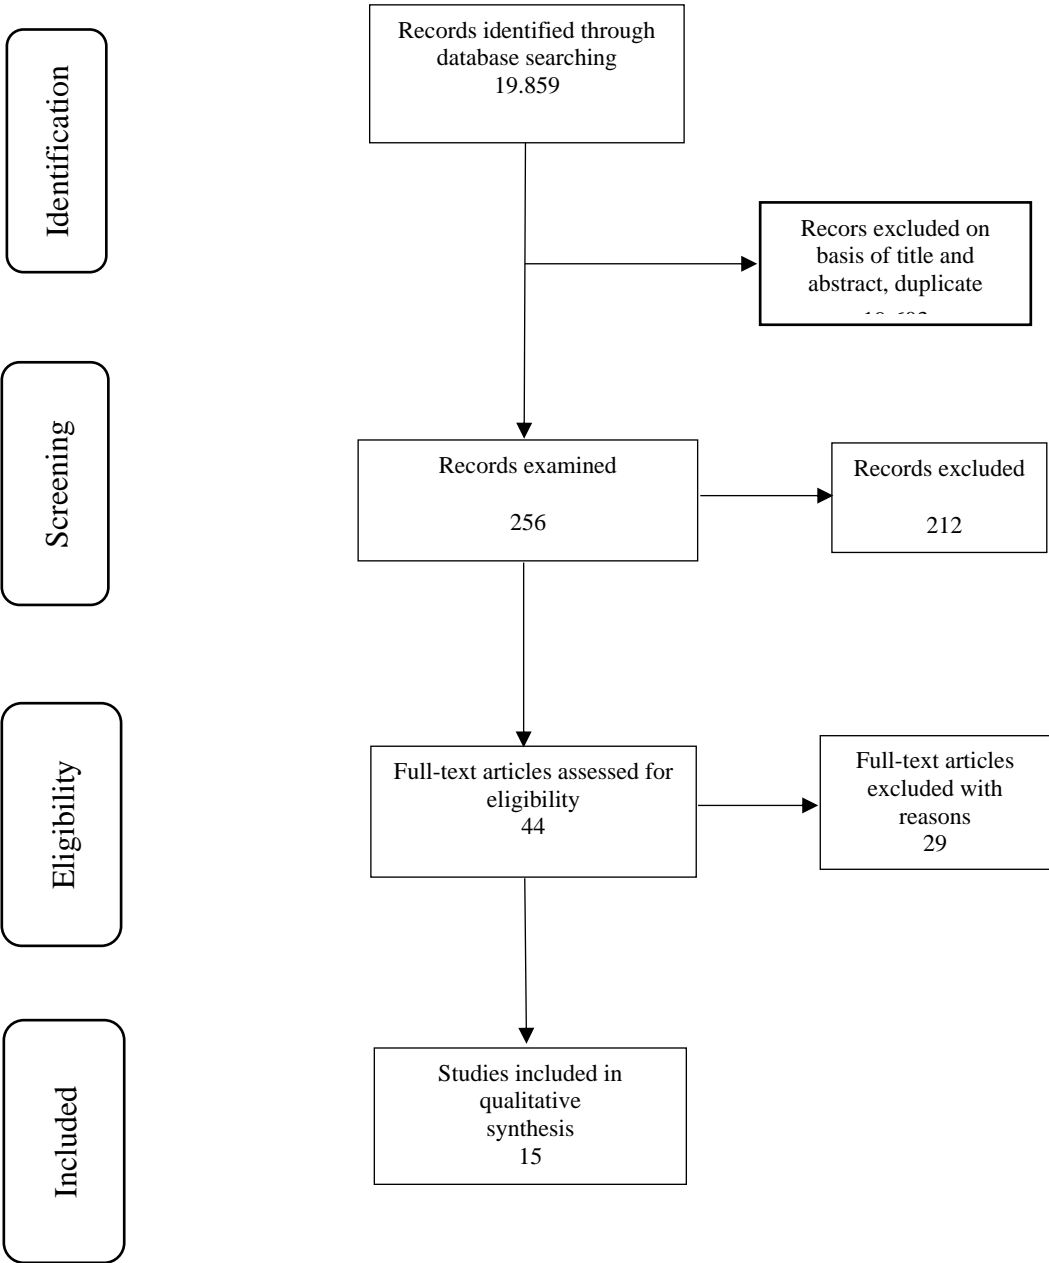 Identification
Records identified through
database searching
19.859
Recors excluded on
basis of title and
abstract, duplicate
Screening
Records examined
256
Records excluded
212
Eligibility
Full-text articles assessed for
eligibility
44
Full-text articles
excluded with
reasons
29
Included
Studies included in
qualitative
synthesis
15